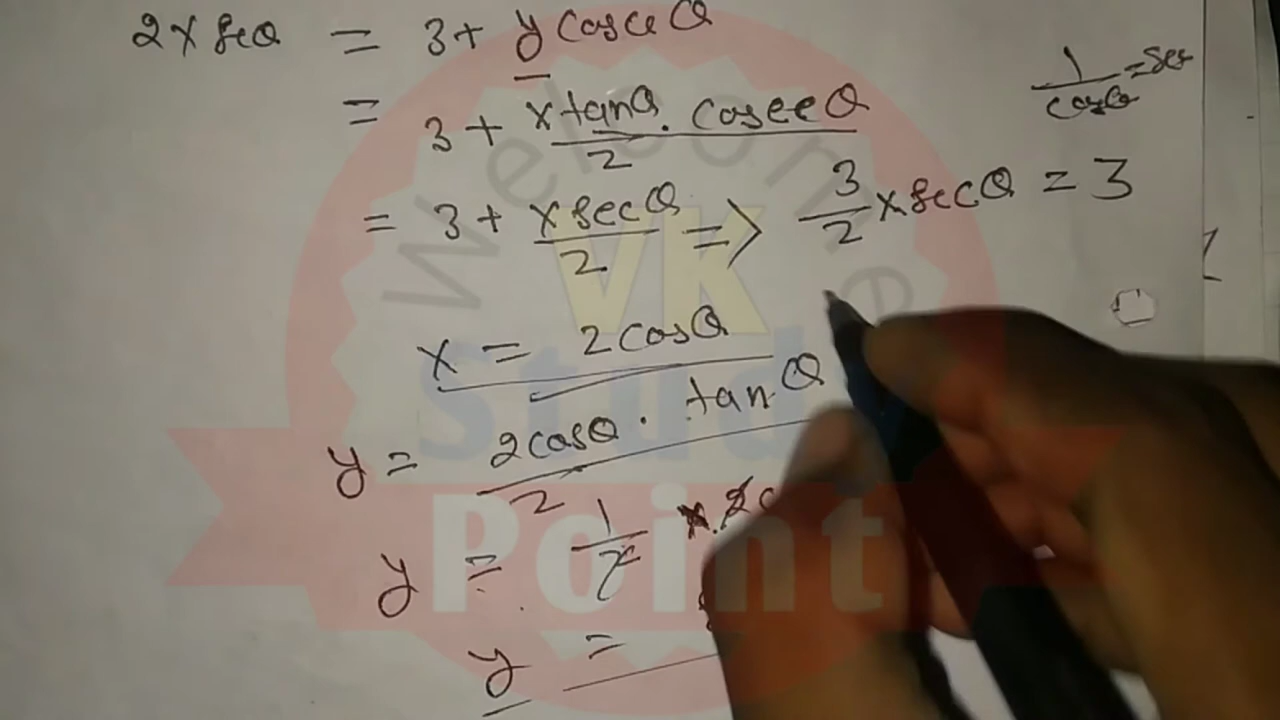 2x secθ = 3 + y cosecθ
= 3 + x tanθ/2 . cosecθ
1/cosθ = sec
= 3 + x secθ/2 => 3/2 x secθ = 3
x = 2cosθ
y = 2cosθ . tanθ/2
y = 1/2 x 2
y =
Welcome
VK
Study
Point